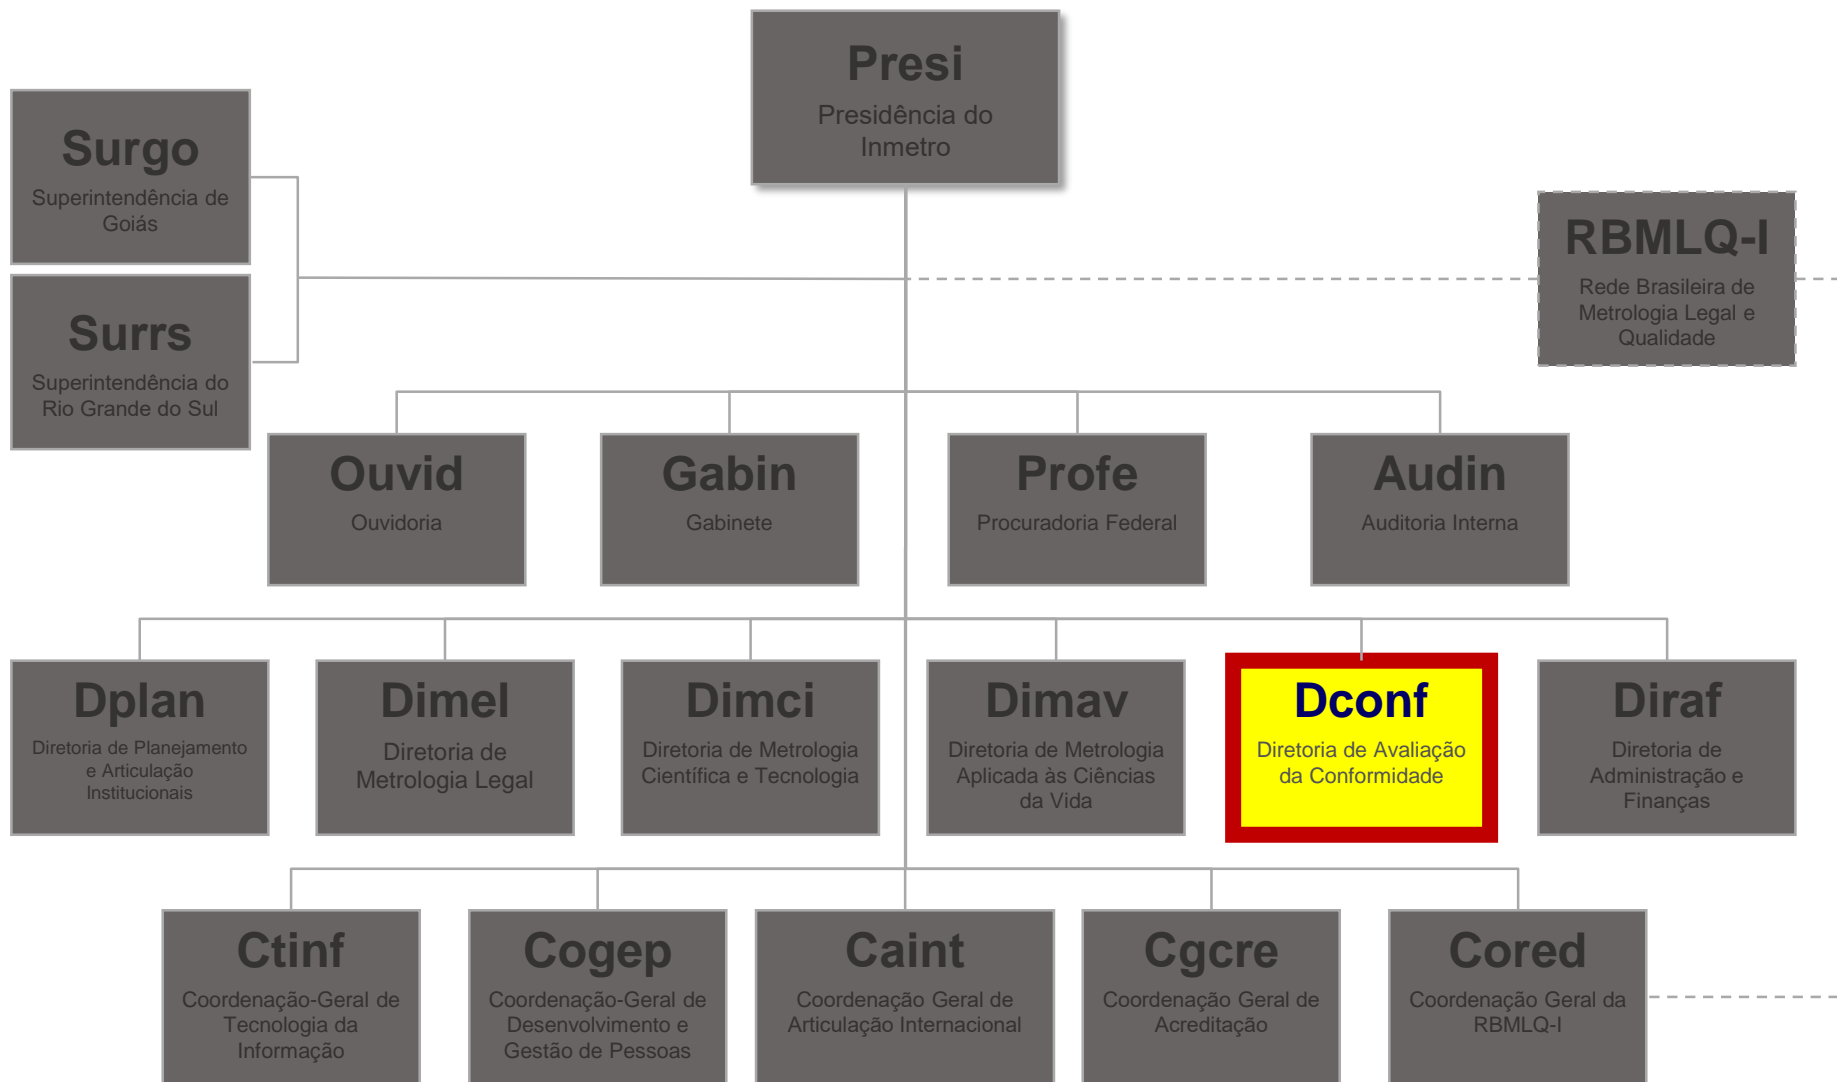 Presi
Presidência do
Inmetro
Surgo
Superintendência de
Goiás
RBMLQ-I
Rede Brasileira de
Metrologia Legal e
Qualidade
Surrs
Superintendência do
Rio Grande do Sul
Ouvid
Ouvidoria
Gabin
Gabinete
Profe
Procuradoria Federal
Audin
Auditoria Interna
Dplan
Diretoria de Planejamento
e Articulação
Institucionais
Dimel
Diretoria de
Metrologia Legal
Dimci
Diretoria de Metrologia
Científica e Tecnologia
Dimav
Diretoria de Metrologia
Aplicada às Ciências
da Vida
Dconf
Diretoria de Avaliação
da Conformidade
Diraf
Diretoria de
Administração e
Finanças
Ctinf
Coordenação-Geral de
Tecnologia da
Informação
Cogep
Coordenação-Geral de
Desenvolvimento e
Gestão de Pessoas
Caint
Coordenação Geral de
Articulação Internacional
Cgcre
Coordenação Geral de
Acreditação
Cored
Coordenação Geral da
RBMLQ-I